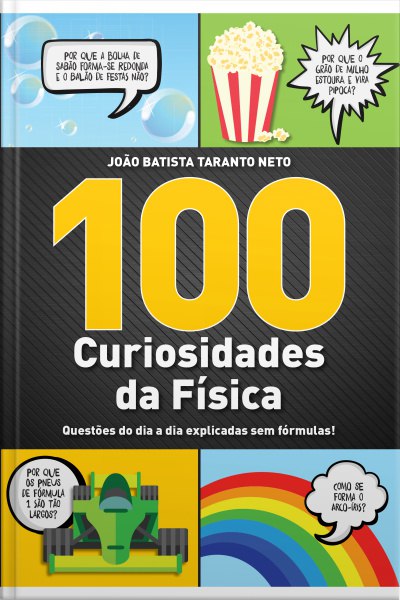 POR QUE A BOLHA DE
SABÃO FORMA-SE REDONDA
E O BALÃO DE FESTAS NÃO?
POR QUE O
GRÃO DE MILHO
ESTOURA E VIRA
PIPOCA?
JOÃO BATISTA TARANTO NETO
100
Curiosidades
da Física
Questões do dia a dia explicadas sem fórmulas!
POR QUE
OS PNEUS
DE FÓRMULA
1 SÃO TÃO
LARGOS?
COMO SE
FORMA O
ARCO-ÍRIS?